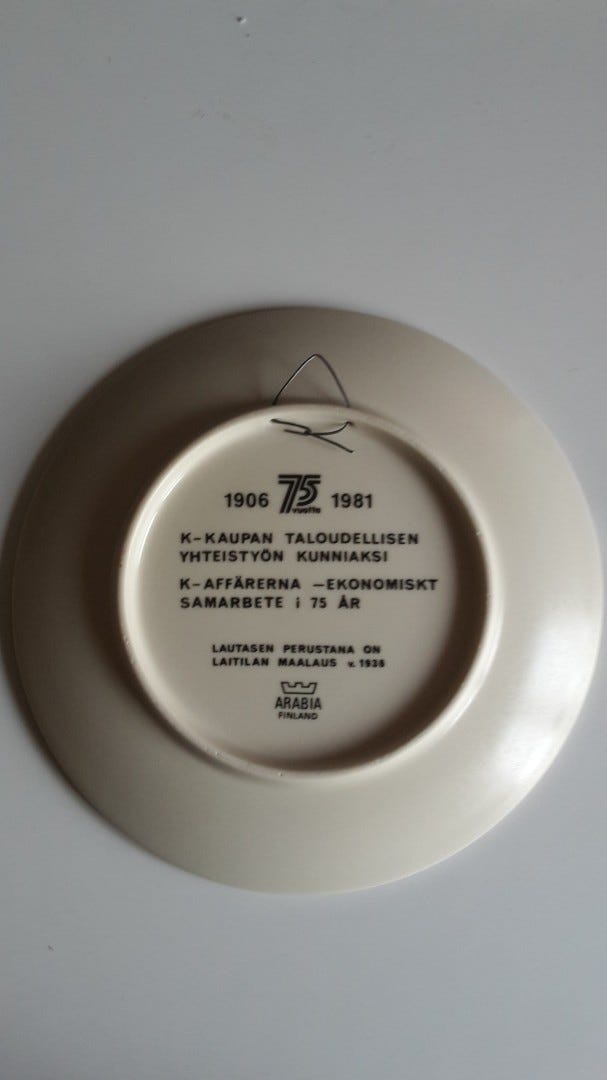 1906 75 vuotta 1981
K-KAUPAN TALOUDELLISEN
YHTEISTYÖN KUNNIAKSI
K-AFFÄRERNA -EKONOMISKT
SAMARBETE i 75 ÅR
LAUTASEN PERUSTANA ON
LAITILAN MAALAUS v. 1936
ARABIA
FINLAND